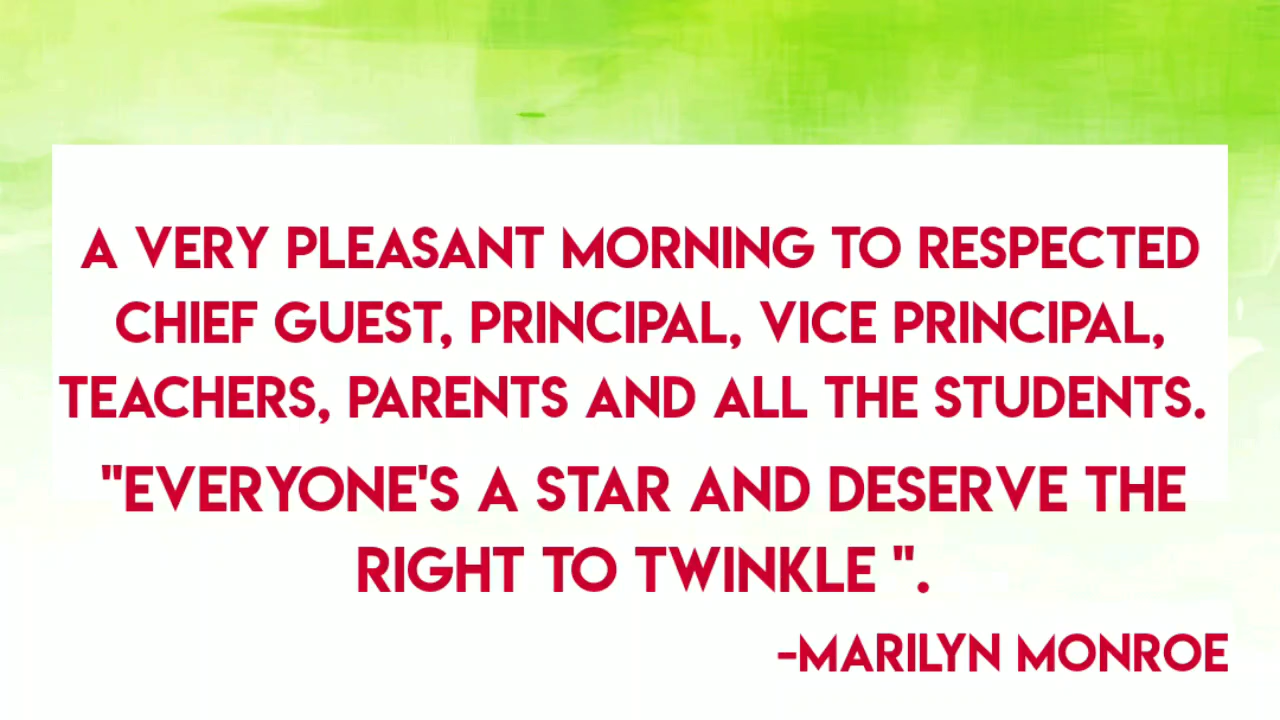 A VERY PLEASANT MORNING TO RESPECTED
CHIEF GUEST, PRINCIPAL, VICE PRINCIPAL,
TEACHERS, PARENTS AND ALL THE STUDENTS.
"EVERYONE'S A STAR AND DESERVE THE
RIGHT TO TWINKLE ".
-MARILYN MONROE